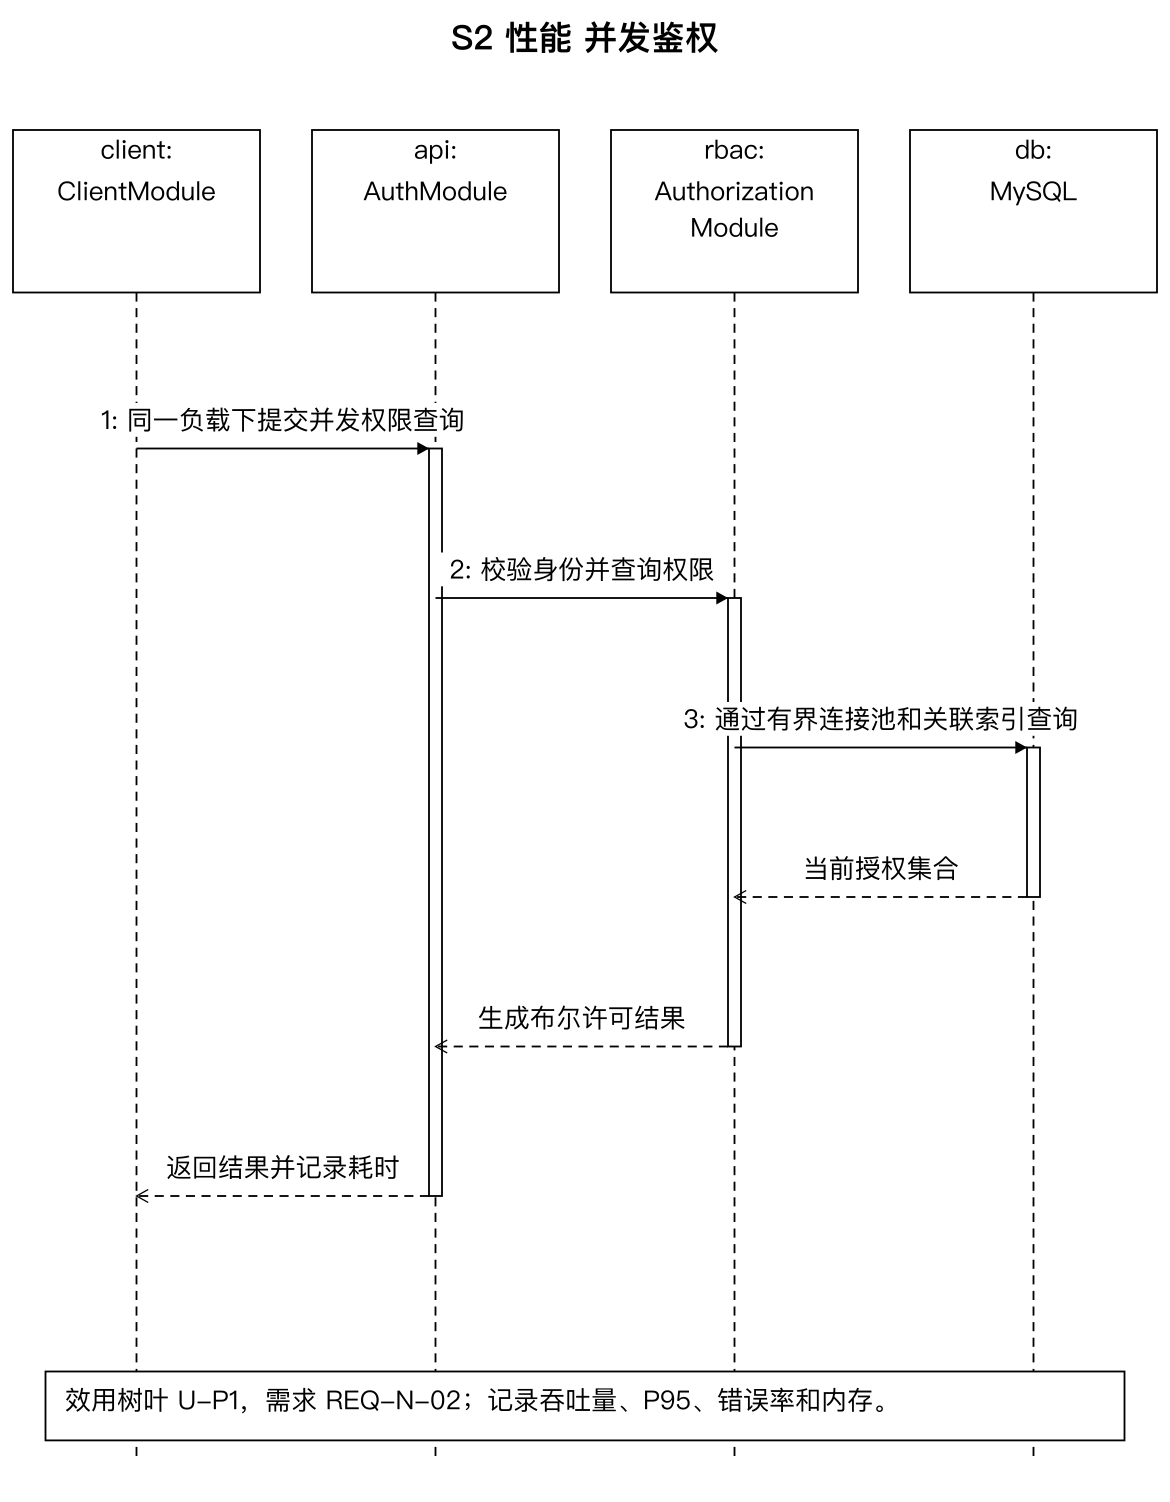 S2 性能 并发鉴权
client:
ClientModule
api:
AuthModule
rbac:
Authorization
Module
db:
MySQL
1: 同一负载下提交并发权限查询
2: 校验身份并查询权限
3: 通过有界连接池和关联索引查询
当前授权集合
生成布尔许可结果
返回结果并记录耗时
效用树叶 U-P1，需求 REQ-N-02；记录吞吐量、P95、错误率和内存。